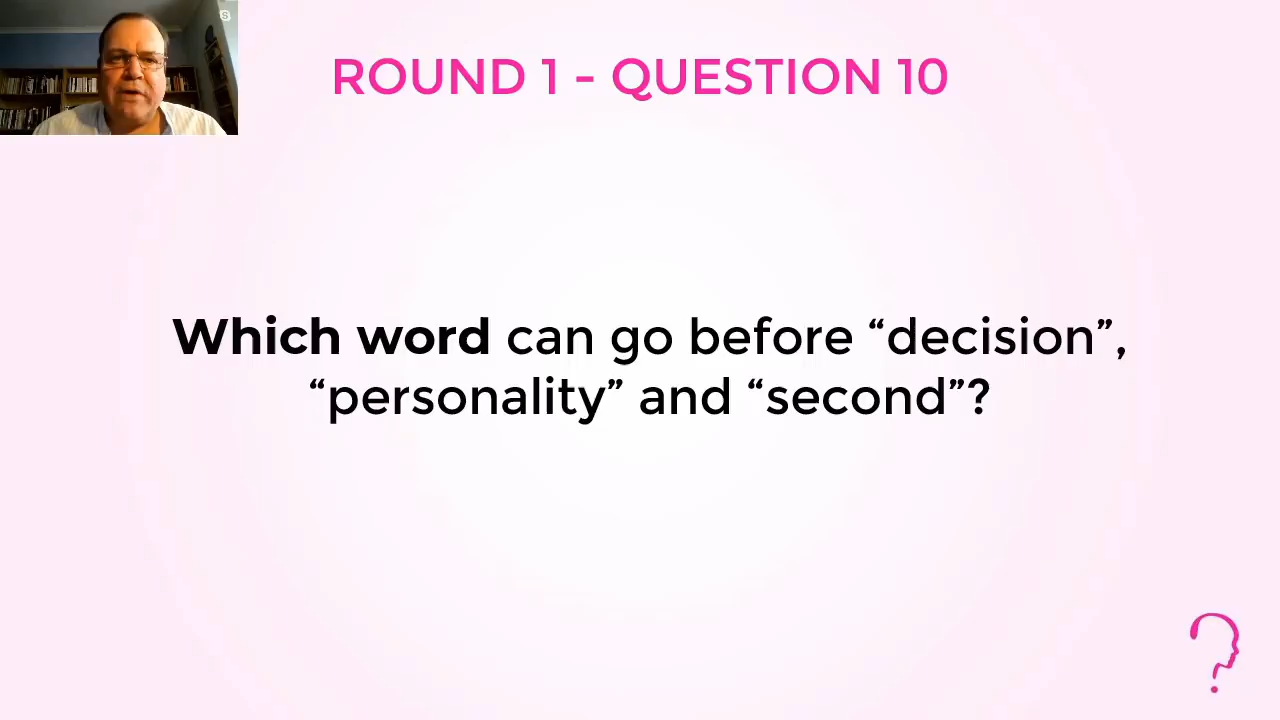 ROUND 1 - QUESTION 10
Which word can go before “decision”,
“personality” and “second”?